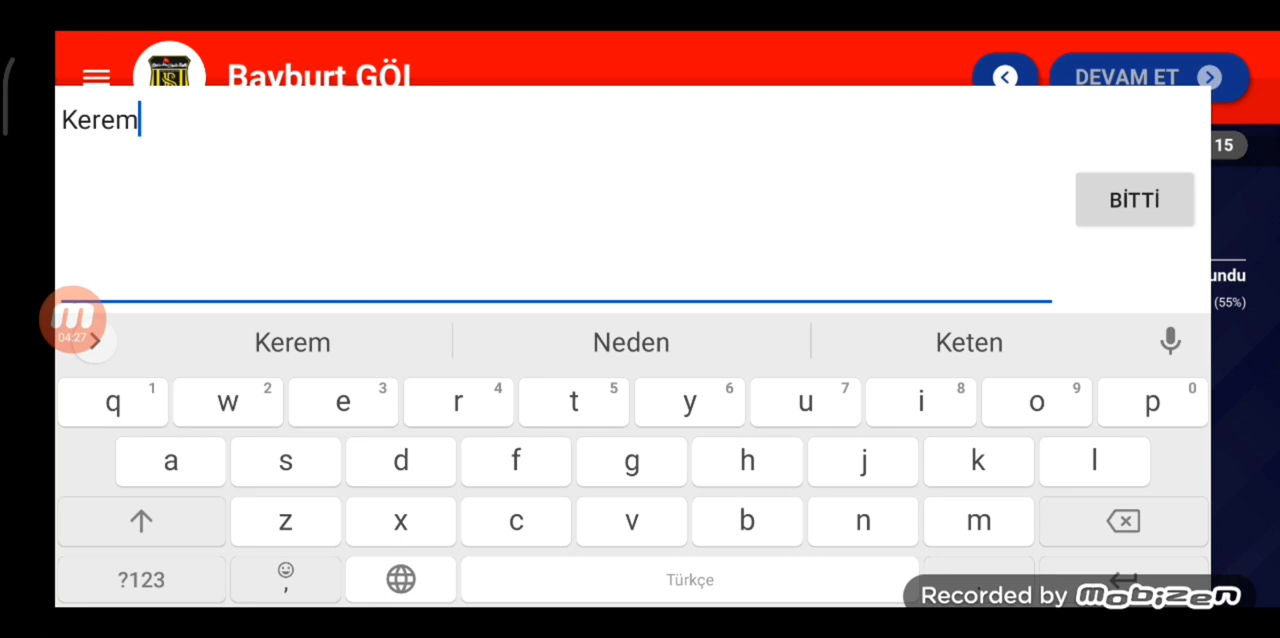 Bayburt GÖI
DEVAM ET
Kerem
15
BİTTİ
undu
(55%)
04:27
Kerem Neden Keten
q 1 w 2 e 3 r 4 t 5 y 6 u 7 i 8 o 9 p 0
a s d f g h j k l
z x c v b n m
?123 , Türkçe
Recorded by mobizen